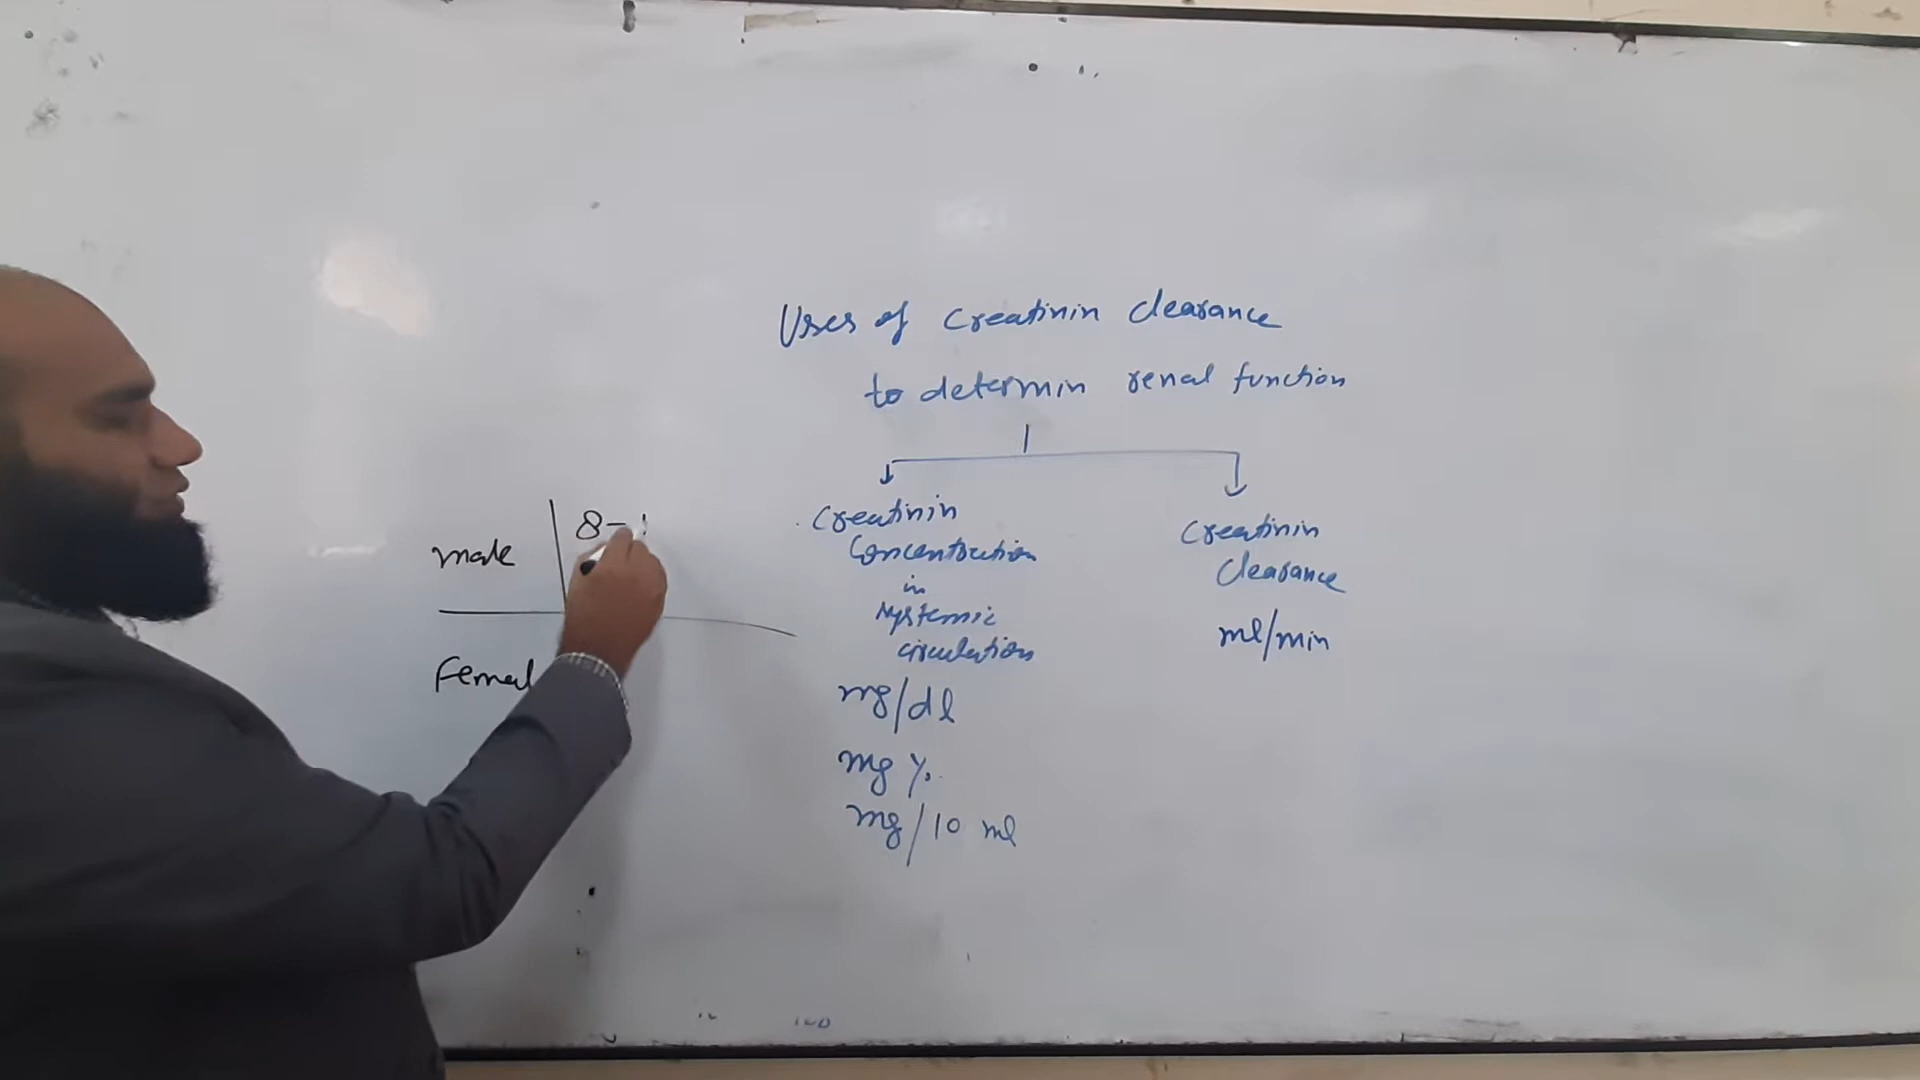 Uses of Creatinin Clearance
to determin renal function
Creatinin
Concentration
in
systemic
circulation
mg/dl
mg %
mg/10 ml
Creatinin
Clearance
ml/min
male
8-
Femal